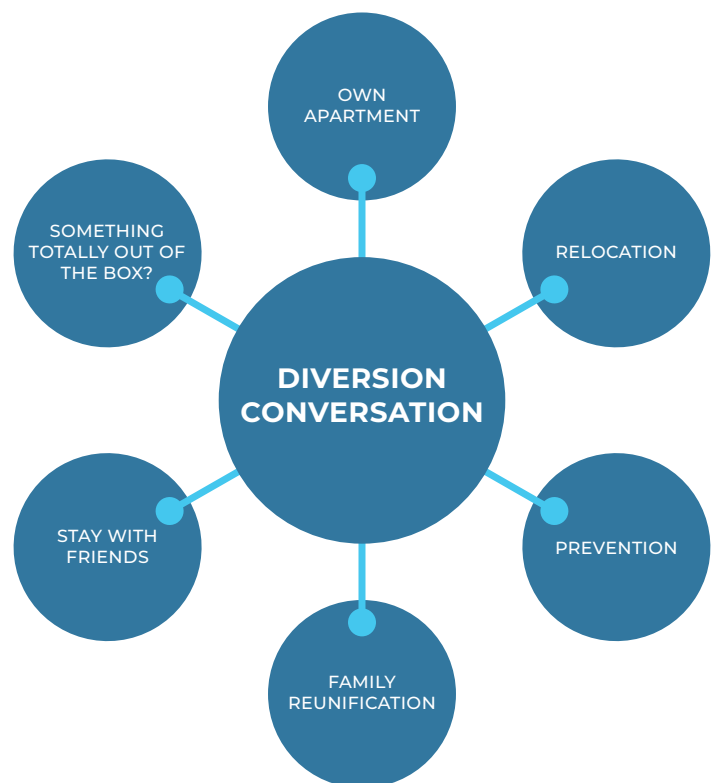 OWN
APARTMENT
SOMETHING
TOTALLY OUT OF
THE BOX?
RELOCATION
DIVERSION
CONVERSATION
STAY WITH
FRIENDS
PREVENTION
FAMILY
REUNIFICATION